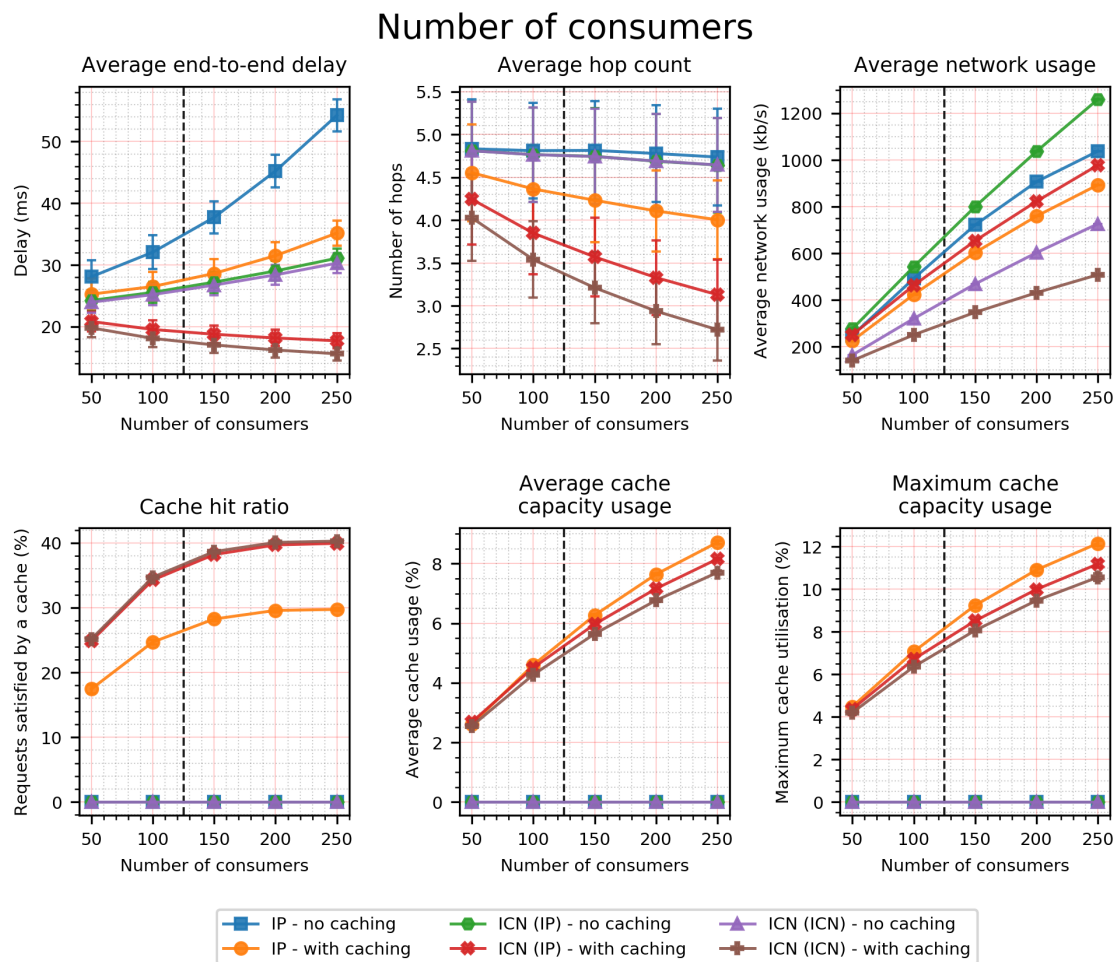 Number of consumers
Average end-to-end delay
Delay (ms)
50
40
30
20
50 100 150 200 250
Number of consumers
Average hop count
Number of hops
5.5
5.0
4.5
4.0
3.5
3.0
2.5
50 100 150 200 250
Number of consumers
Average network usage
Average network usage (kb/s)
1200
1000
800
600
400
200
50 100 150 200 250
Number of consumers
Cache hit ratio
Requests satisfied by a cache (%)
40
30
20
10
0
50 100 150 200 250
Number of consumers
Average cache
capacity usage
Average cache usage (%)
8
6
4
2
0
50 100 150 200 250
Number of consumers
Maximum cache
capacity usage
Maximum cache utilisation (%)
12
10
8
6
4
2
0
50 100 150 200 250
Number of consumers
IP - no caching
IP - with caching
ICN (IP) - no caching
ICN (IP) - with caching
ICN (ICN) - no caching
ICN (ICN) - with caching